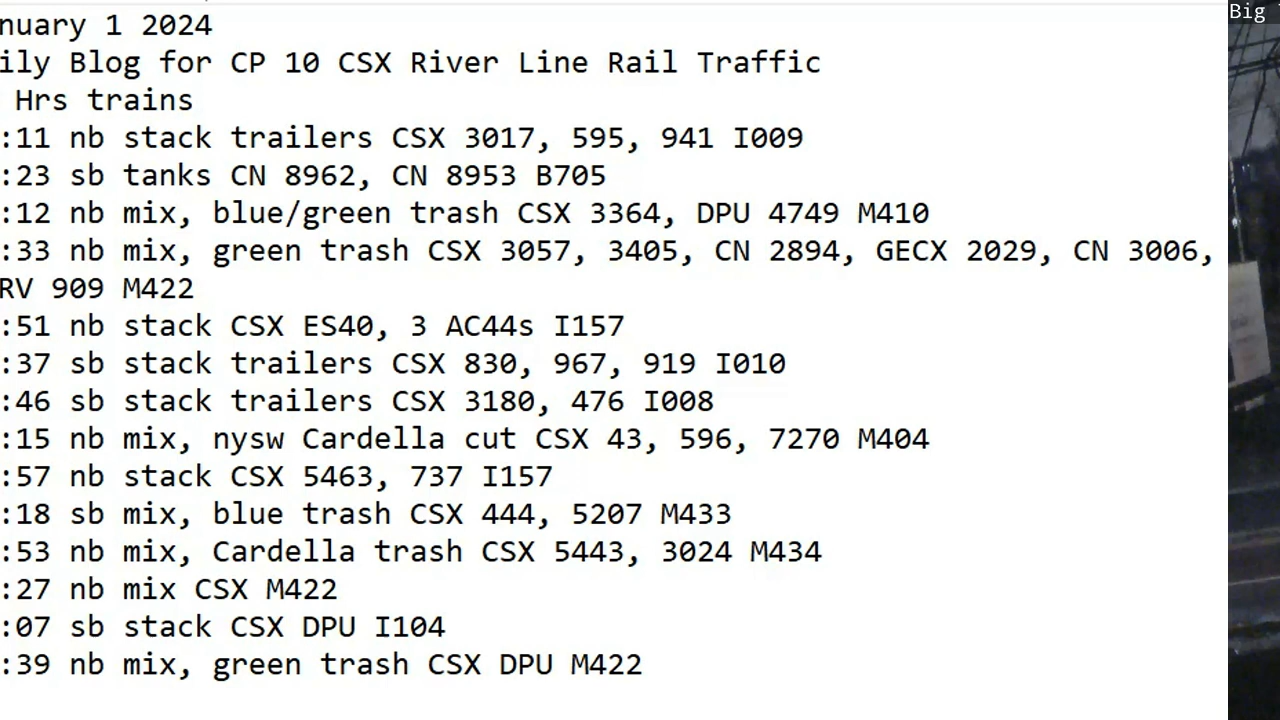 nuary 1 2024
ily Blog for CP 10 CSX River Line Rail Traffic
Hrs trains
:11 nb stack trailers CSX 3017, 595, 941 I009
:23 sb tanks CN 8962, CN 8953 B705
:12 nb mix, blue/green trash CSX 3364, DPU 4749 M410
:33 nb mix, green trash CSX 3057, 3405, CN 2894, GECX 2029, CN 3006,
RV 909 M422
:51 nb stack CSX ES40, 3 AC44s I157
:37 sb stack trailers CSX 830, 967, 919 I010
:46 sb stack trailers CSX 3180, 476 I008
:15 nb mix, nysw Cardella cut CSX 43, 596, 7270 M404
:57 nb stack CSX 5463, 737 I157
:18 sb mix, blue trash CSX 444, 5207 M433
:53 nb mix, Cardella trash CSX 5443, 3024 M434
:27 nb mix CSX M422
:07 sb stack CSX DPU I104
:39 nb mix, green trash CSX DPU M422
Big